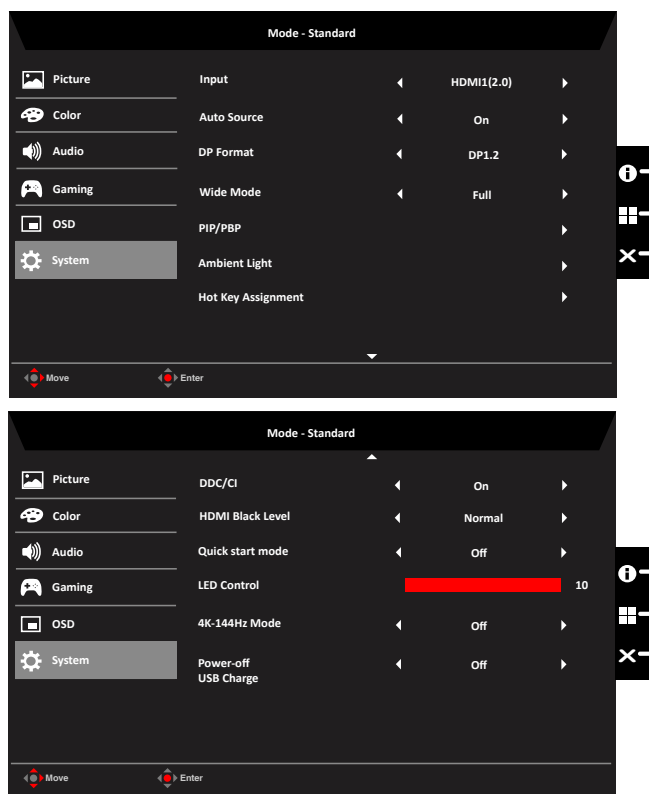 Mode - Standard
Picture
Input
HDMI1(2.0)
Color
Auto Source
On
Audio
DP Format
DP1.2
Gaming
Wide Mode
Full
OSD
PIP/PBP
System
Ambient Light
Hot Key Assignment
Move
Enter
Mode - Standard
Picture
DDC/CI
On
Color
HDMI Black Level
Normal
Audio
Quick start mode
Off
Gaming
LED Control
10
OSD
4K-144Hz Mode
Off
System
Power-off
USB Charge
Off
Move
Enter